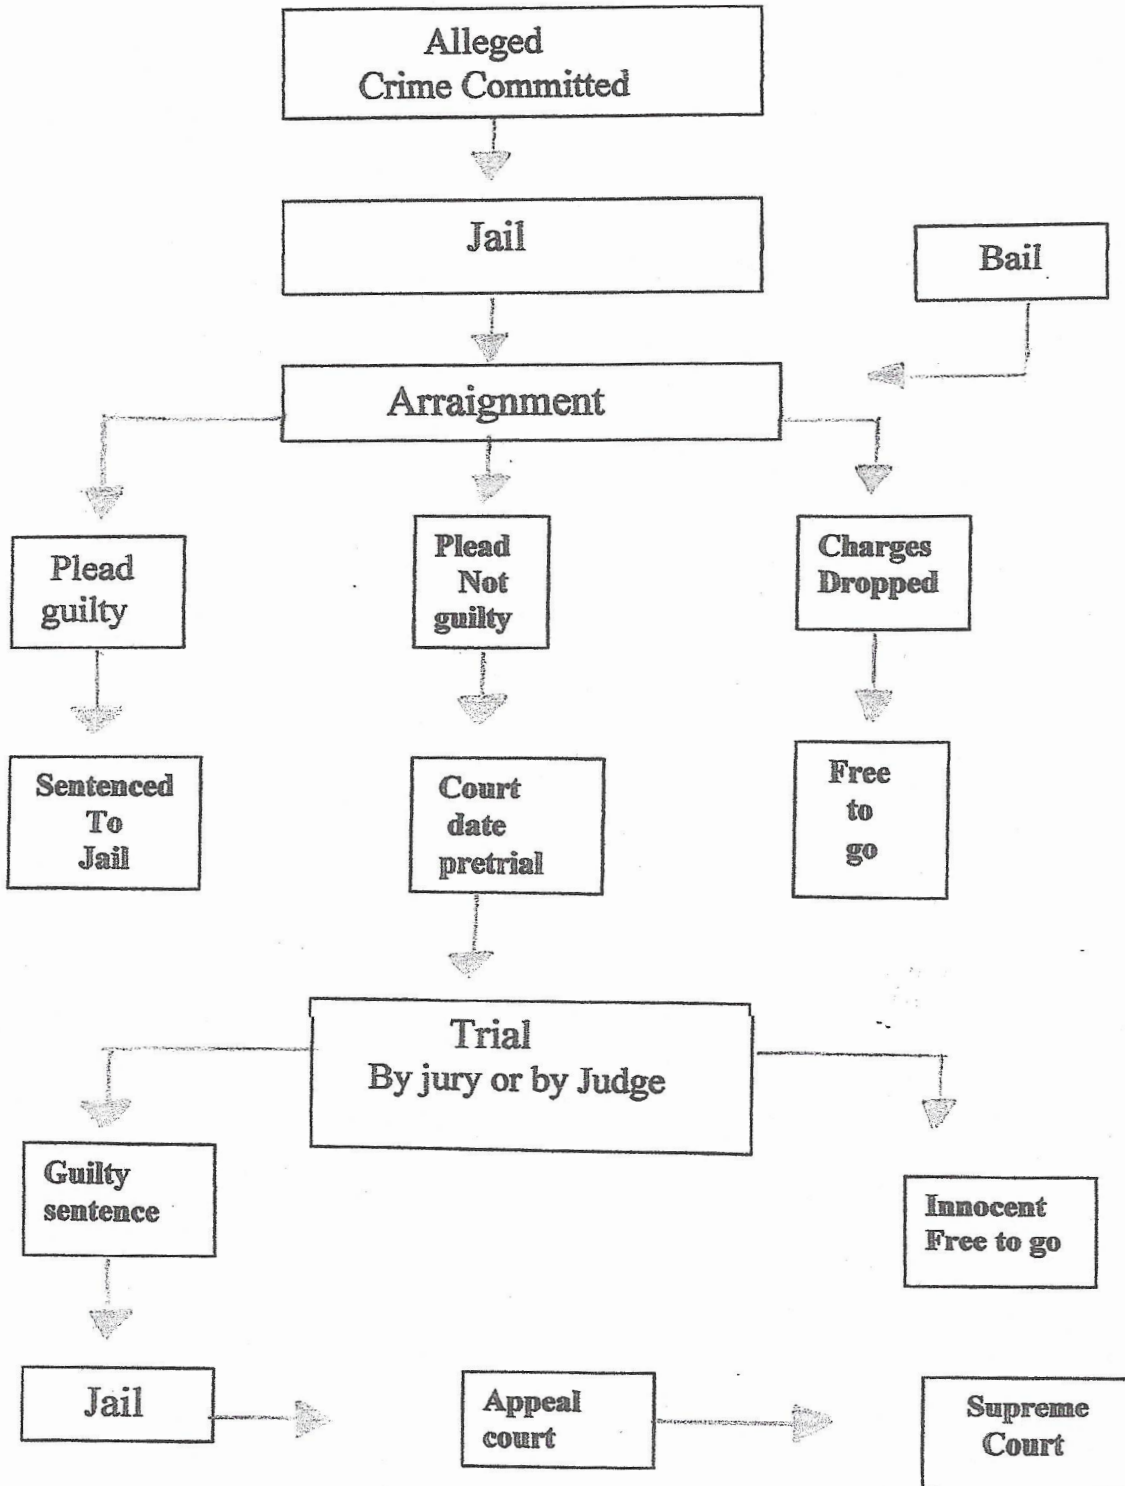 Alleged
Crime Committed
Jail
Bail
Arraignment
Plead
guilty
Plead
Not
guilty
Charges
Dropped
Sentenced
To
Jail
Court
date
pretrial
Free
to
go
Trial
By jury or by Judge
Guilty
sentence
Innocent
Free to go
Jail
Appeal
court
Supreme
Court